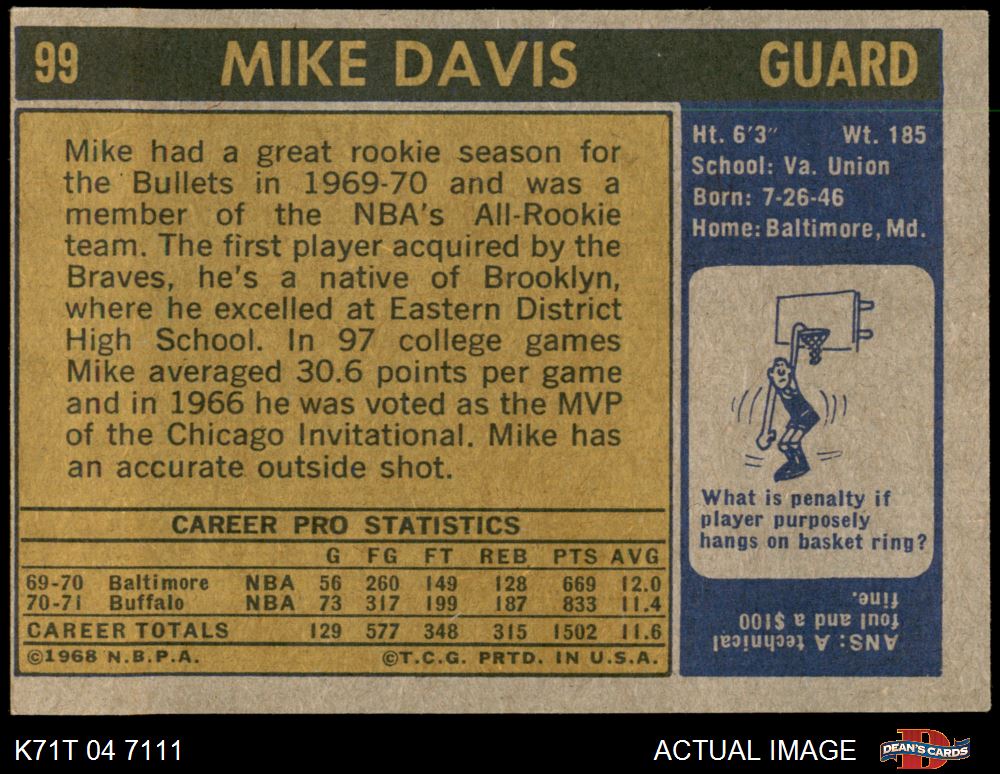 99 MIKE DAVIS GUARD
Mike had a great rookie season for
the Bullets in 1969-70 and was a
member of the NBA's All-Rookie
team. The first player acquired by the
Braves, he's a native of Brooklyn,
where he excelled at Eastern District
High School. In 97 college games
Mike averaged 30.6 points per game
and in 1966 he was voted as the MVP
of the Chicago Invitational. Mike has
an accurate outside shot.
CAREER PRO STATISTICS
G FG FT REB PTS AVG
69-70 Baltimore NBA 56 260 149 128 669 12.0
70-71 Buffalo NBA 73 317 199 187 833 11.4
CAREER TOTALS 129 577 348 315 1502 11.6
©1968 N.B.P.A. ©T.C.G. PRTD. IN U.S.A.
Ht. 6'3" Wt. 185
School: Va. Union
Born: 7-26-46
Home: Baltimore, Md.
What is penalty if
player purposely
hangs on basket ring?
ANS: A technical
foul and a $100
fine.
K71T 04 7111 ACTUAL IMAGE DEAN'S CARDS